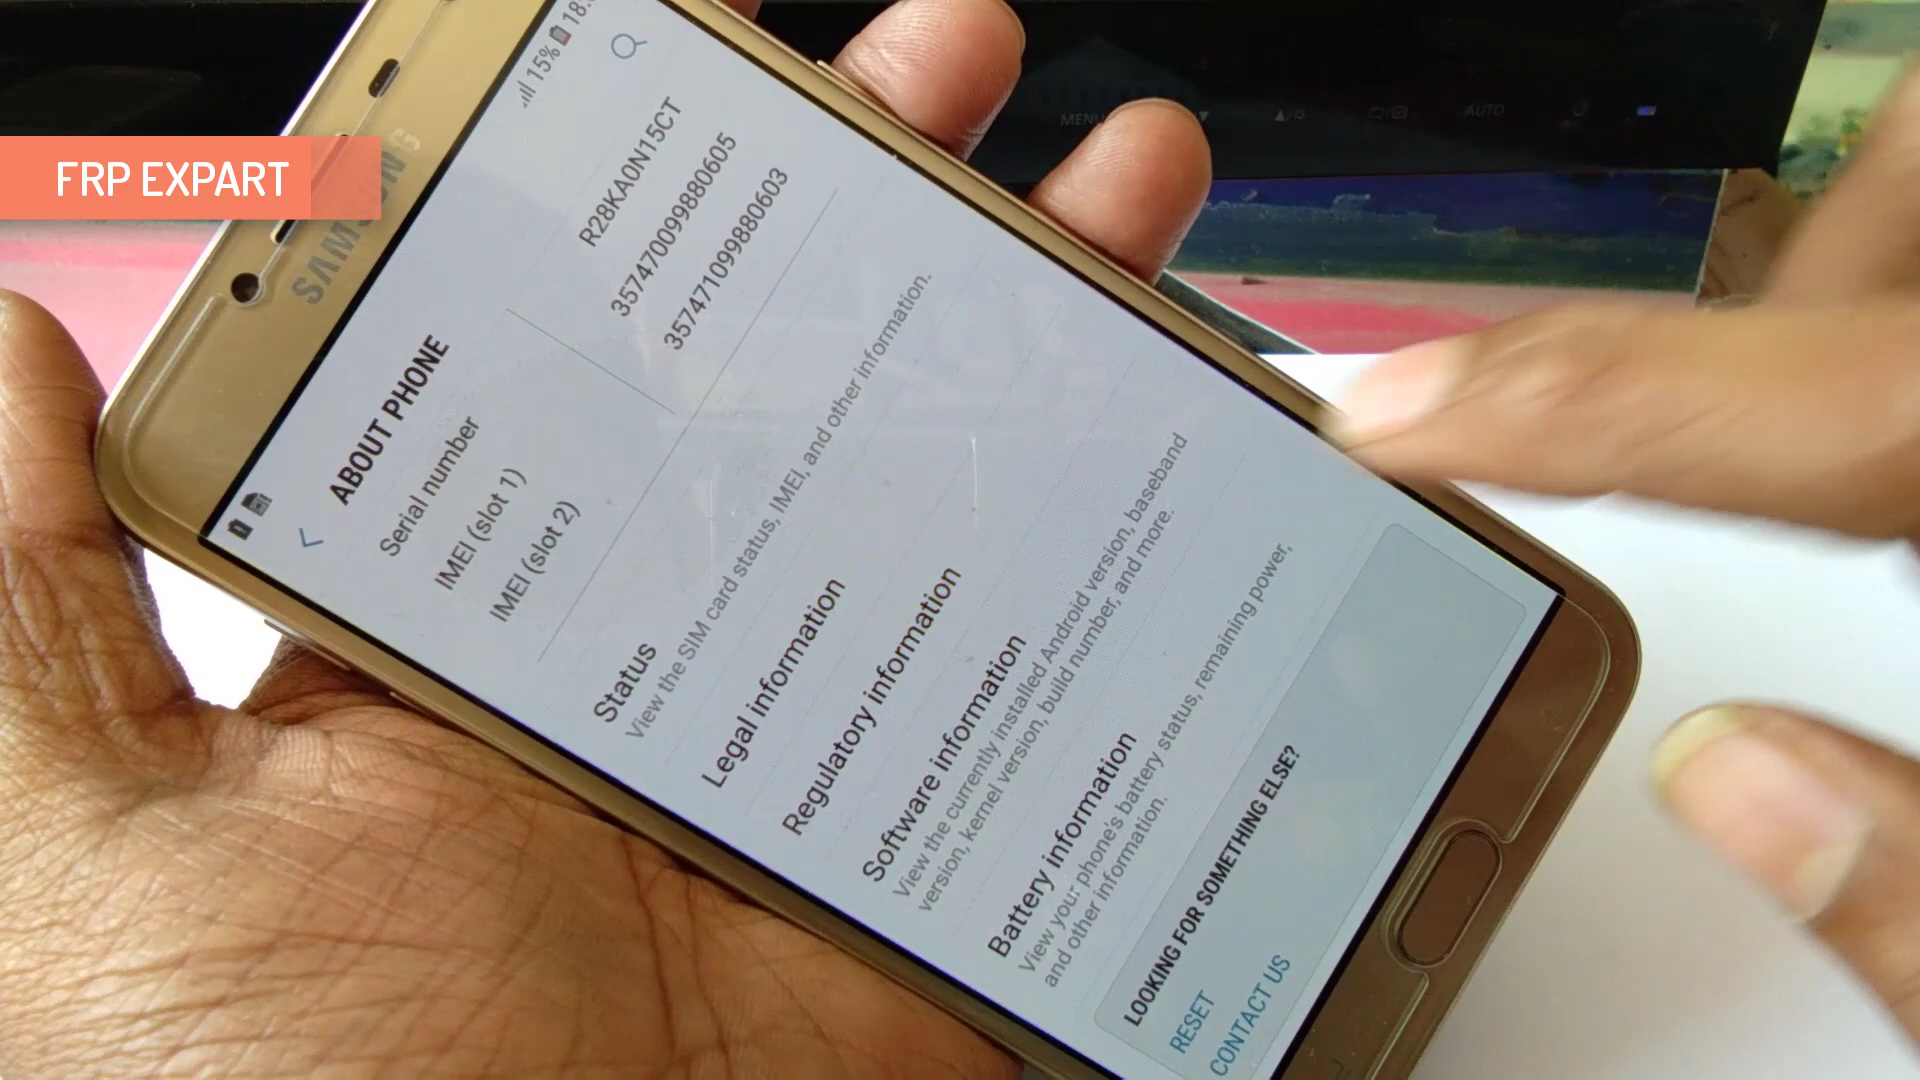 FRP EXPART
SAMSUNG
15%
ABOUT PHONE
Serial number R28KA0N15CT
IMEI (slot 1) 357470099880605
IMEI (slot 2) 357471099880603
Status
View the SIM card status, IMEI, and other information.
Legal information
Regulatory information
Software information
View the currently installed Android version, baseband
version, kernel version, build number, and more.
Battery information
View your phone's battery status, remaining power,
and other information.
LOOKING FOR SOMETHING ELSE?
RESET
CONTACT US
MENU
AUTO